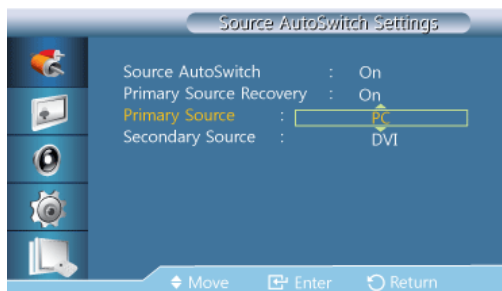 Source AutoSwitch Settings
Source AutoSwitch : On
Primary Source Recovery : On
Primary Source : PC
Secondary Source : DVI
Move Enter Return